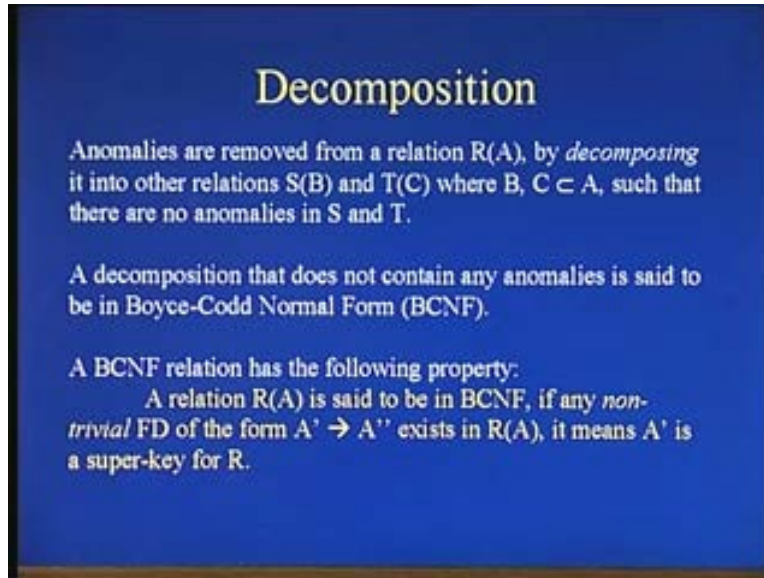 Decomposition
Anomalies are removed from a relation R(A), by decomposing
it into other relations S(B) and T(C) where B, C ⊂ A, such that
there are no anomalies in S and T.
A decomposition that does not contain any anomalies is said to
be in Boyce-Codd Normal Form (BCNF).
A BCNF relation has the following property:
A relation R(A) is said to be in BCNF, if any non-
trivial FD of the form A' → A'' exists in R(A), it means A' is
a super-key for R.